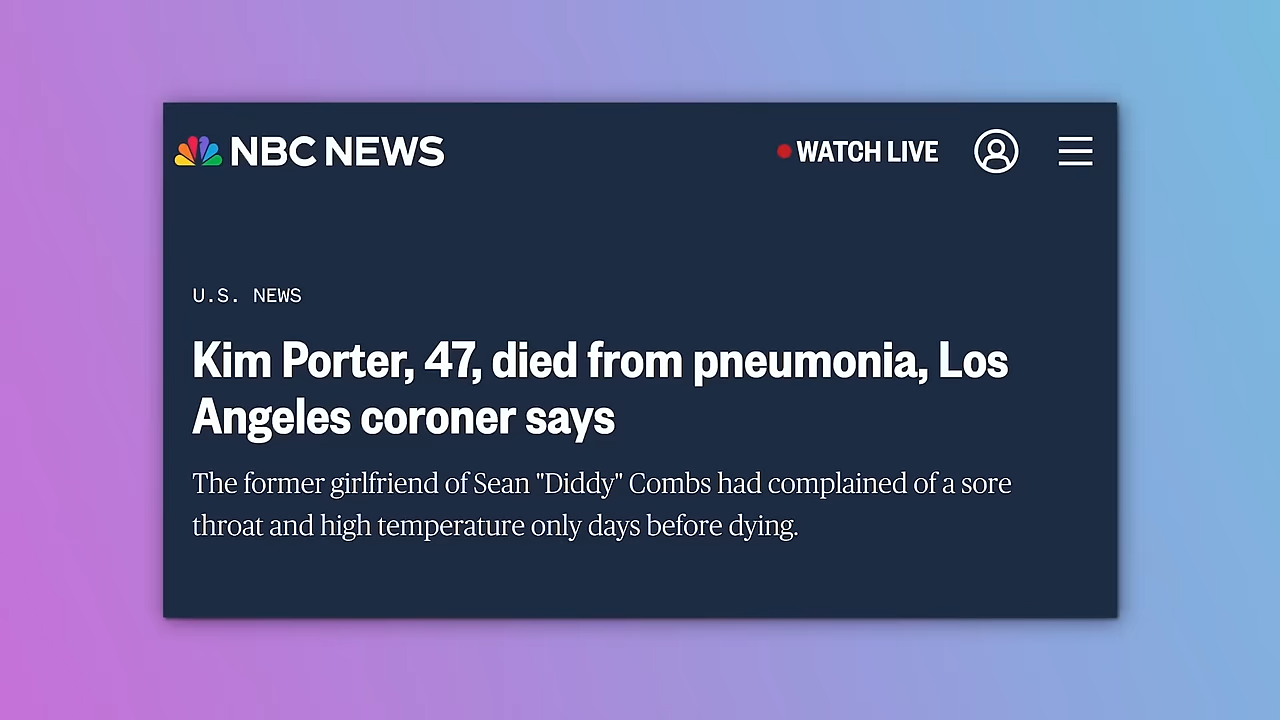 NBC NEWS
WATCH LIVE
U.S. NEWS
Kim Porter, 47, died from pneumonia, Los
Angeles coroner says
The former girlfriend of Sean "Diddy" Combs had complained of a sore
throat and high temperature only days before dying.